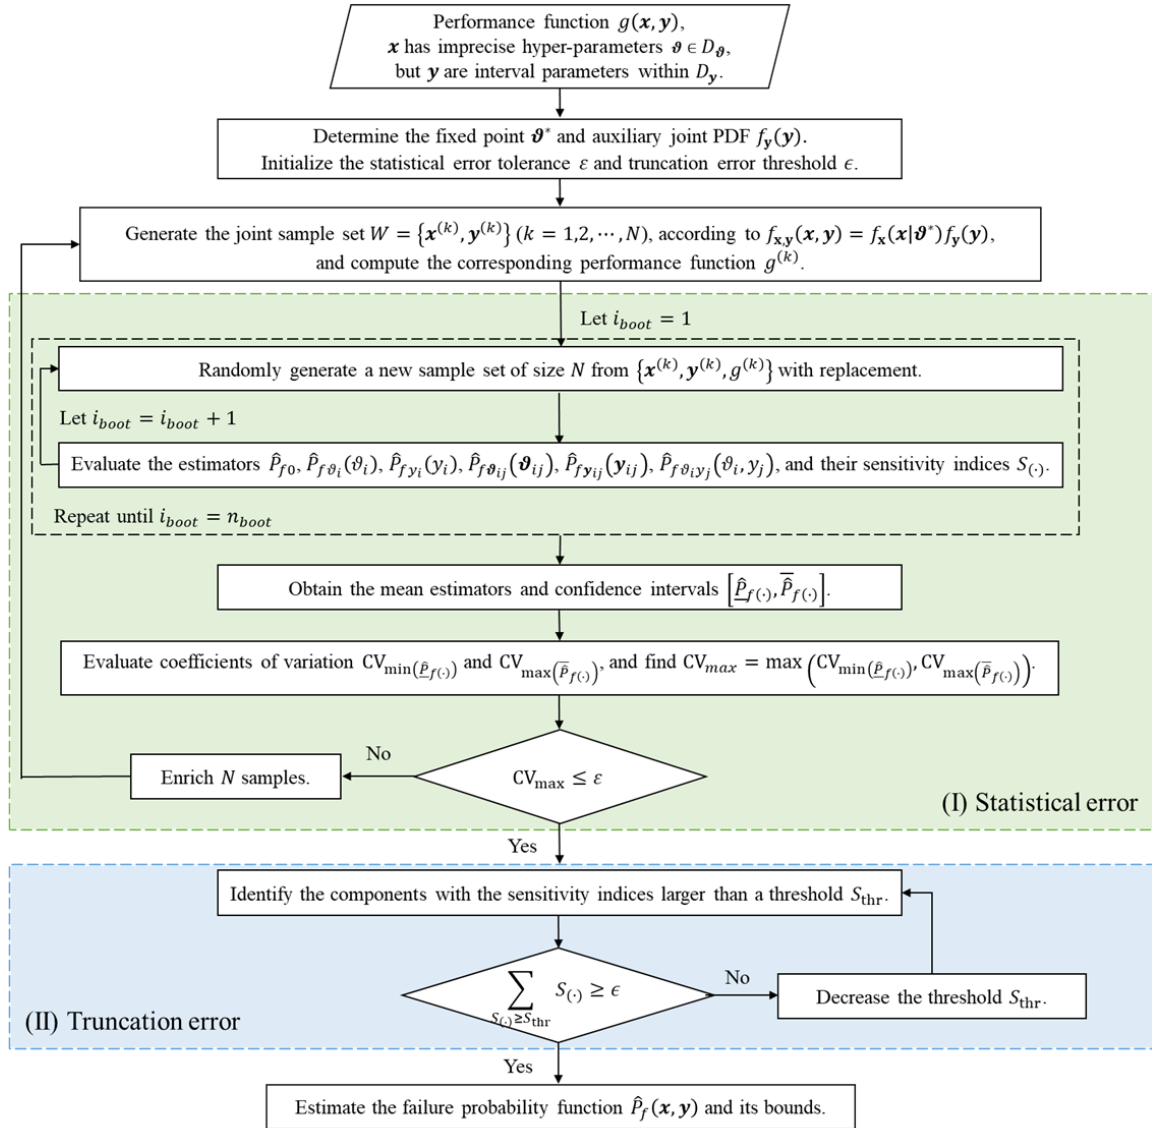 Performance function g(x, y),
x has imprecise hyper-parameters ϑ ∈ D_ϑ,
but y are interval parameters within D_y.
Determine the fixed point ϑ* and auxiliary joint PDF f_y(y).
Initialize the statistical error tolerance ε and truncation error threshold ϵ.
Generate the joint sample set W = {x^(k), y^(k)} (k = 1,2, ⋯, N), according to f_x,y(x, y) = f_x(x|ϑ*)f_y(y),
and compute the corresponding performance function g^(k).
Let i_boot = 1
Randomly generate a new sample set of size N from {x^(k), y^(k), g^(k)} with replacement.
Let i_boot = i_boot + 1
Evaluate the estimators P̂_f0, P̂_fϑ_i(ϑ_i), P̂_fy_i(y_i), P̂_fϑ_ij(ϑ_ij), P̂_fy_ij(y_ij), P̂_fϑ_iy_j(ϑ_i, y_j), and their sensitivity indices S_(·).
Repeat until i_boot = n_boot
Obtain the mean estimators and confidence intervals [P̲̂_f(·), P̅̂_f(·)].
Evaluate coefficients of variation CV_min(P̲̂_f(·)) and CV_max(P̅̂_f(·)), and find CV_max = max(CV_min(P̲̂_f(·)), CV_max(P̅̂_f(·))).
No
Enrich N samples.
CV_max ≤ ε
(I) Statistical error
Yes
Identify the components with the sensitivity indices larger than a threshold S_thr.
∑_{S_(·)≥S_thr} S_(·) ≥ ϵ
No
Decrease the threshold S_thr.
(II) Truncation error
Yes
Estimate the failure probability function P̂_f(x, y) and its bounds.